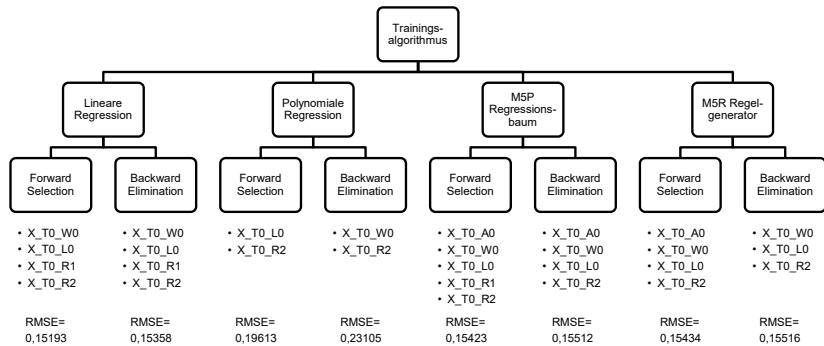 Trainings-
algorithmus
Lineare
Regression
Polynomiale
Regression
M5P
Regressions-
baum
M5R Regel-
generator
Forward
Selection
Backward
Elimination
Forward
Selection
Backward
Elimination
Forward
Selection
Backward
Elimination
Forward
Selection
Backward
Elimination
• X_T0_W0
• X_T0_L0
• X_T0_R1
• X_T0_R2
• X_T0_W0
• X_T0_L0
• X_T0_R1
• X_T0_R2
• X_T0_L0
• X_T0_R2
• X_T0_W0
• X_T0_R2
• X_T0_A0
• X_T0_W0
• X_T0_L0
• X_T0_R1
• X_T0_R2
• X_T0_A0
• X_T0_W0
• X_T0_L0
• X_T0_R2
• X_T0_A0
• X_T0_W0
• X_T0_L0
• X_T0_R2
• X_T0_W0
• X_T0_L0
• X_T0_R2
RMSE=
0,15193
RMSE=
0,15358
RMSE=
0,19613
RMSE=
0,23105
RMSE=
0,15423
RMSE=
0,15512
RMSE=
0,15434
RMSE=
0,15516